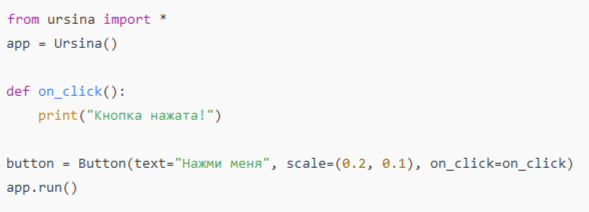 from ursina import *
app = Ursina()
def on_click():
    print("Кнопка нажата!")
button = Button(text="Нажми меня", scale=(0.2, 0.1), on_click=on_click)
app.run()